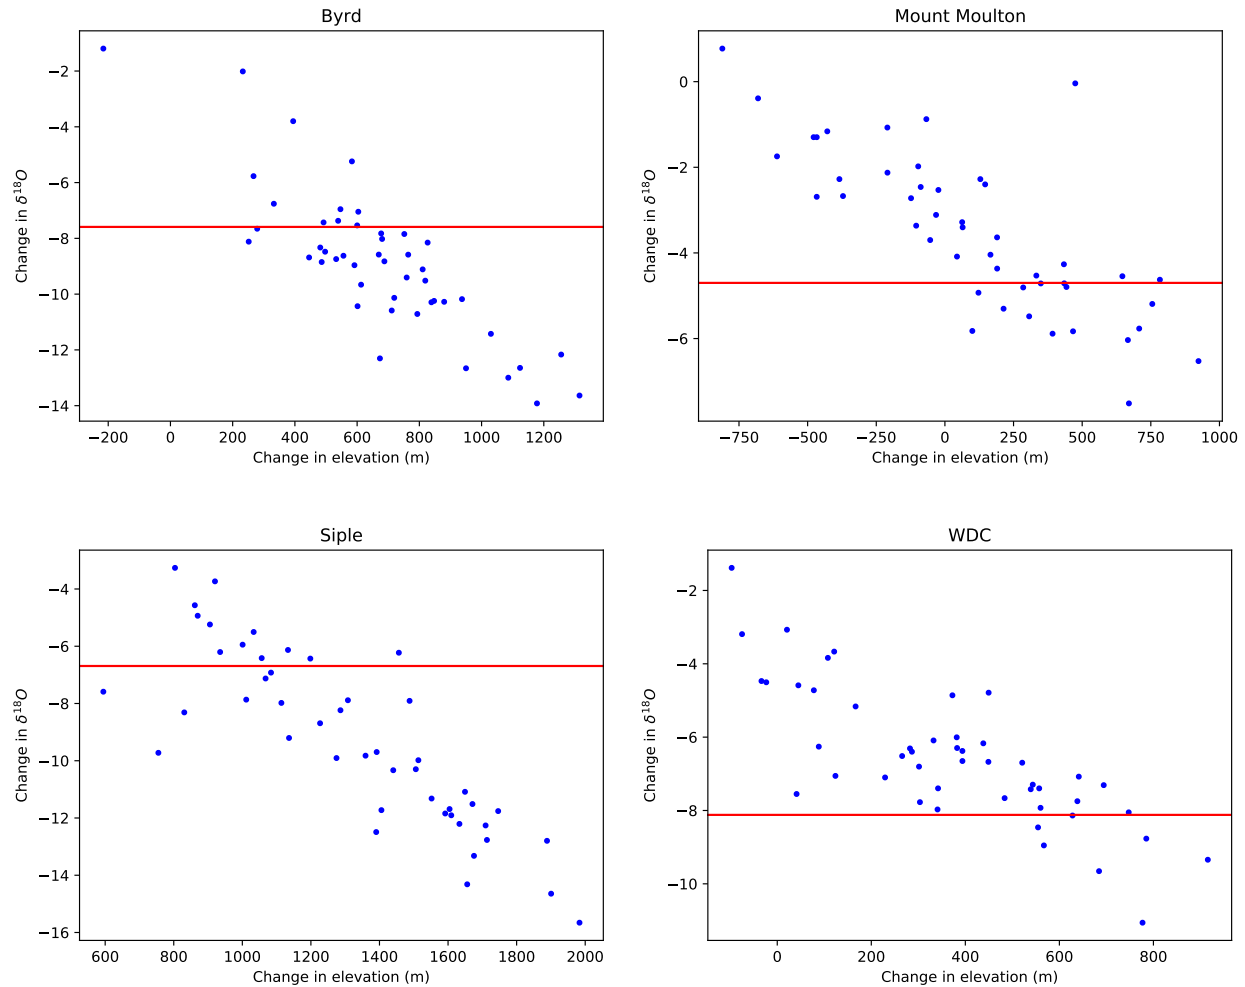 Byrd
Change in δ18O
−2
−4
−6
−8
−10
−12
−14
−200 0 200 400 600 800 1000 1200
Change in elevation (m)
Mount Moulton
Change in δ18O
0
−2
−4
−6
−750 −500 −250 0 250 500 750 1000
Change in elevation (m)
Siple
Change in δ18O
−4
−6
−8
−10
−12
−14
−16
600 800 1000 1200 1400 1600 1800 2000
Change in elevation (m)
WDC
Change in δ18O
−2
−4
−6
−8
−10
0 200 400 600 800
Change in elevation (m)